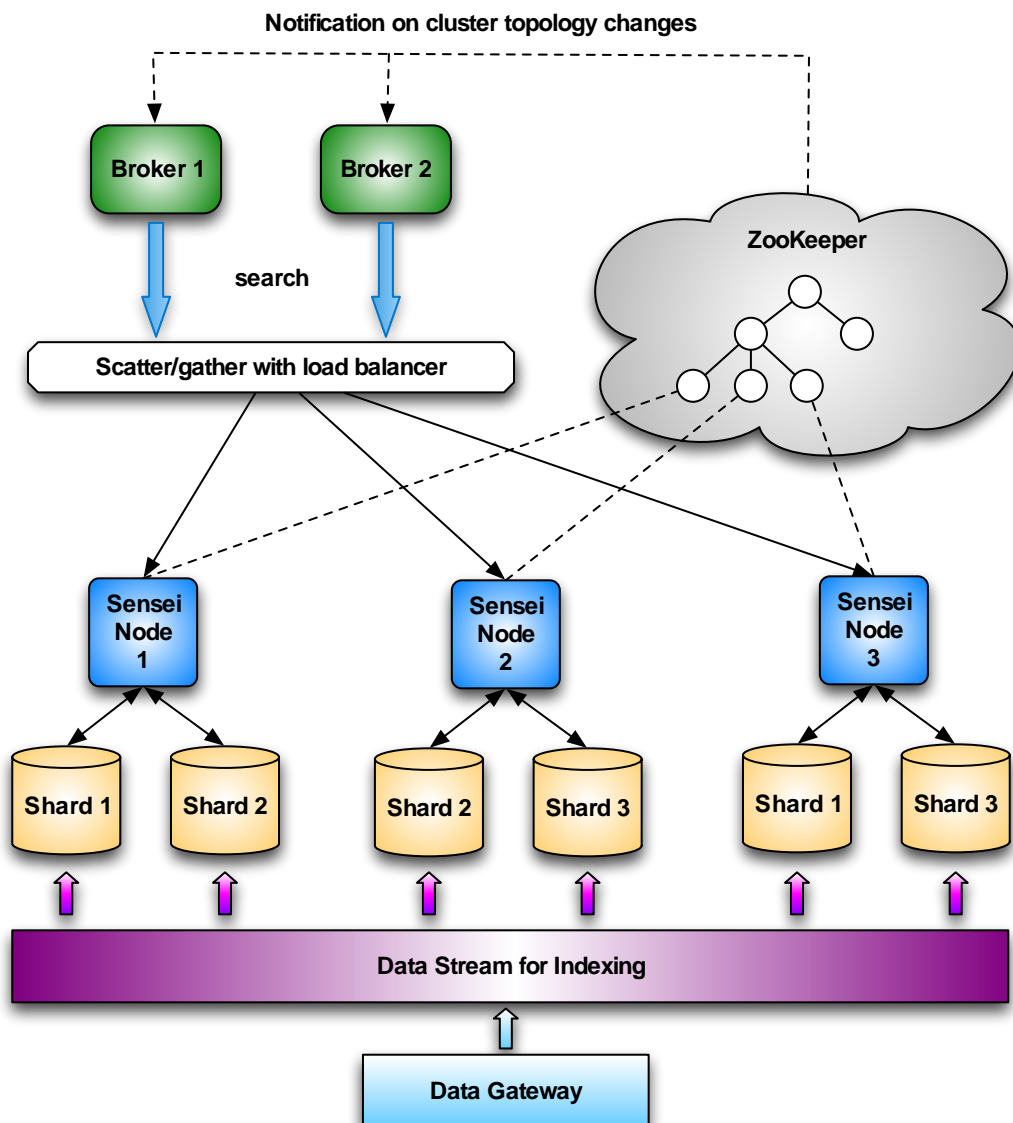 Notification on cluster topology changes
Broker 1
Broker 2
ZooKeeper
search
Scatter/gather with load balancer
Sensei
Node
1
Sensei
Node
2
Sensei
Node
3
Shard 1
Shard 2
Shard 2
Shard 3
Shard 1
Shard 3
Data Stream for Indexing
Data Gateway